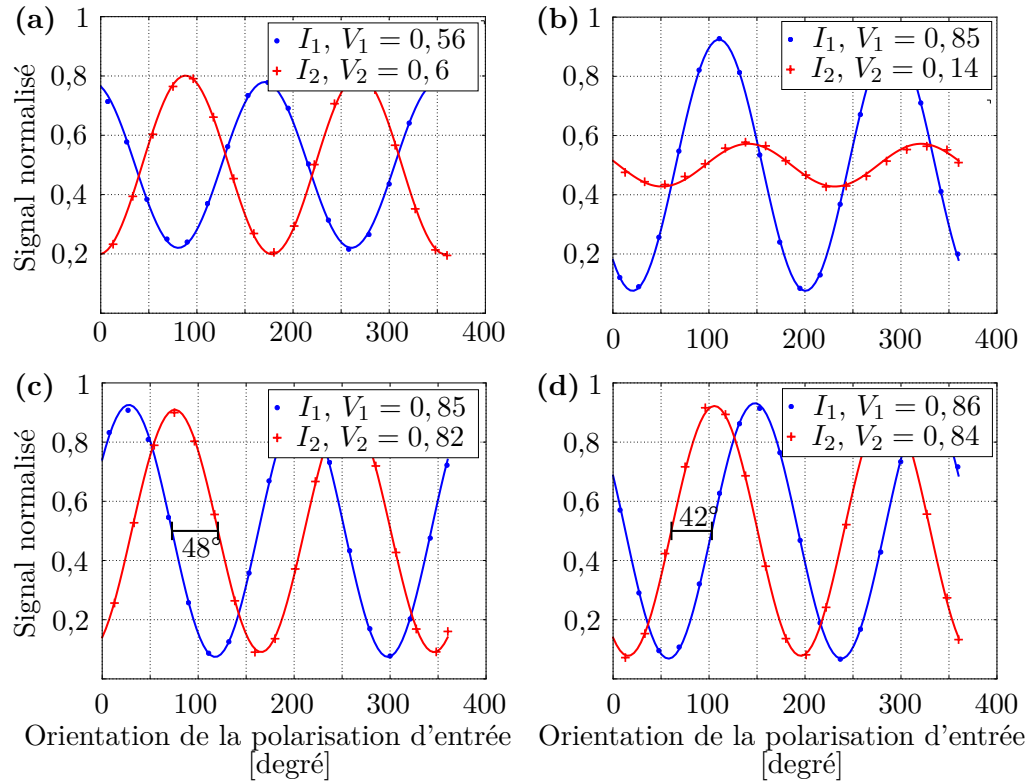 (a)
I₁, V₁ = 0,56
I₂, V₂ = 0,6
Signal normalisé
1
0,8
0,6
0,4
0,2
0 100 200 300 400
(b)
I₁, V₁ = 0,85
I₂, V₂ = 0,14
1
0,8
0,6
0,4
0,2
0 100 200 300 400
(c)
I₁, V₁ = 0,85
I₂, V₂ = 0,82
48°
Signal normalisé
1
0,8
0,6
0,4
0,2
0 100 200 300 400
Orientation de la polarisation d'entrée
[degré]
(d)
I₁, V₁ = 0,86
I₂, V₂ = 0,84
42°
1
0,8
0,6
0,4
0,2
0 100 200 300 400
Orientation de la polarisation d'entrée
[degré]